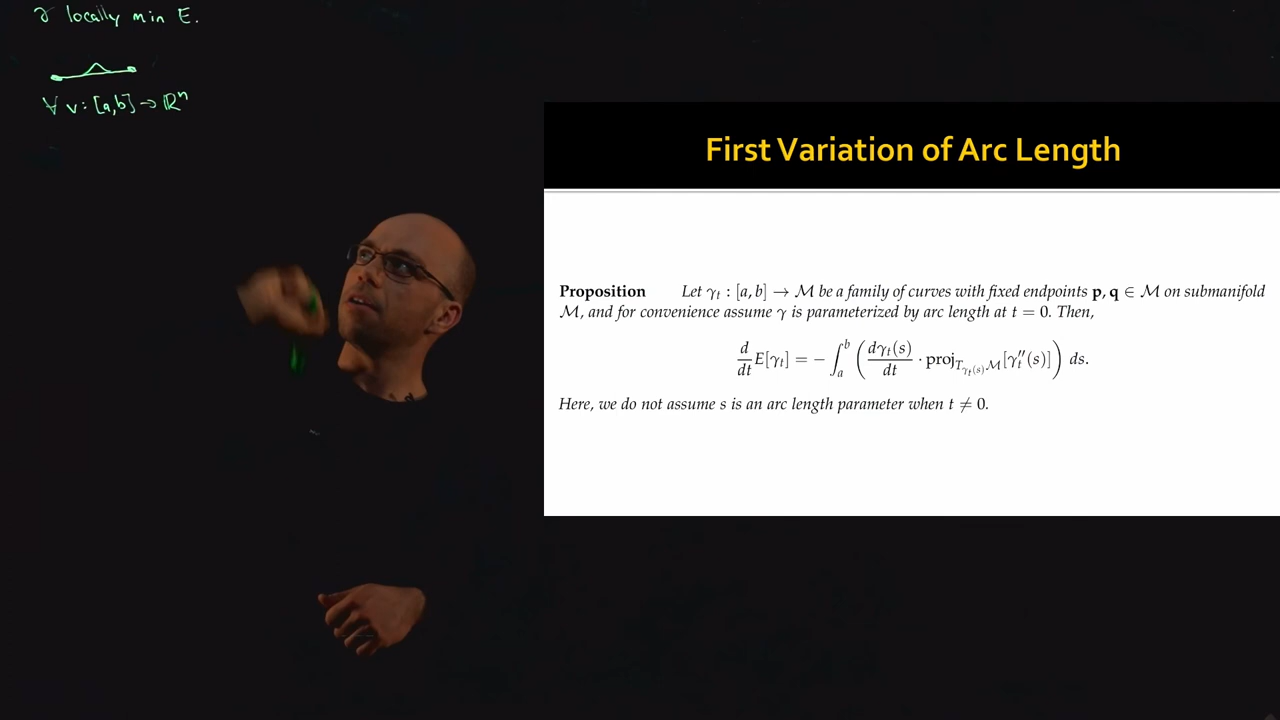 γ locally min E.
∀ v: [a,b] → ℝⁿ
First Variation of Arc Length
Proposition Let γ_t : [a, b] → M be a family of curves with fixed endpoints p, q ∈ M on submanifold
M, and for convenience assume γ is parameterized by arc length at t = 0. Then,
d/dt E[γ_t] = − ∫_a^b ( dγ_t(s)/dt · proj_{T_{γ_t(s)}M}[γ_t''(s)] ) ds.
Here, we do not assume s is an arc length parameter when t ≠ 0.